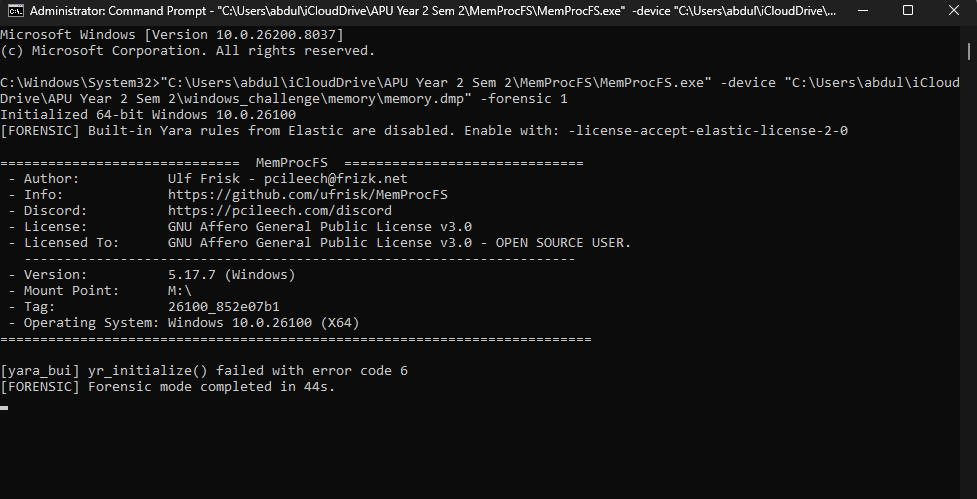 Administrator: Command Prompt - "C:\Users\abdul\iCloudDrive\APU Year 2 Sem 2\MemProcFS\MemProcFS.exe" -device "C:\Users\abdul\iCloudDrive\...
Microsoft Windows [Version 10.0.26200.8037]
(c) Microsoft Corporation. All rights reserved.
C:\Windows\System32>"C:\Users\abdul\iCloudDrive\APU Year 2 Sem 2\MemProcFS\MemProcFS.exe" -device "C:\Users\abdul\iCloud
Drive\APU Year 2 Sem 2\windows_challenge\memory\memory.dmp" -forensic 1
Initialized 64-bit Windows 10.0.26100
[FORENSIC] Built-in Yara rules from Elastic are disabled. Enable with: -license-accept-elastic-license-2-0
============================= MemProcFS ==============================
- Author: Ulf Frisk - pcileech@frizk.net
- Info: https://github.com/ufrisk/MemProcFS
- Discord: https://pcileech.com/discord
- License: GNU Affero General Public License v3.0
- Licensed To: GNU Affero General Public License v3.0 - OPEN SOURCE USER.
---------------------------------------------------------------------
- Version: 5.17.7 (Windows)
- Mount Point: M:\
- Tag: 26100_852e07b1
- Operating System: Windows 10.0.26100 (X64)
==========================================================================
[yara_bui] yr_initialize() failed with error code 6
[FORENSIC] Forensic mode completed in 44s.